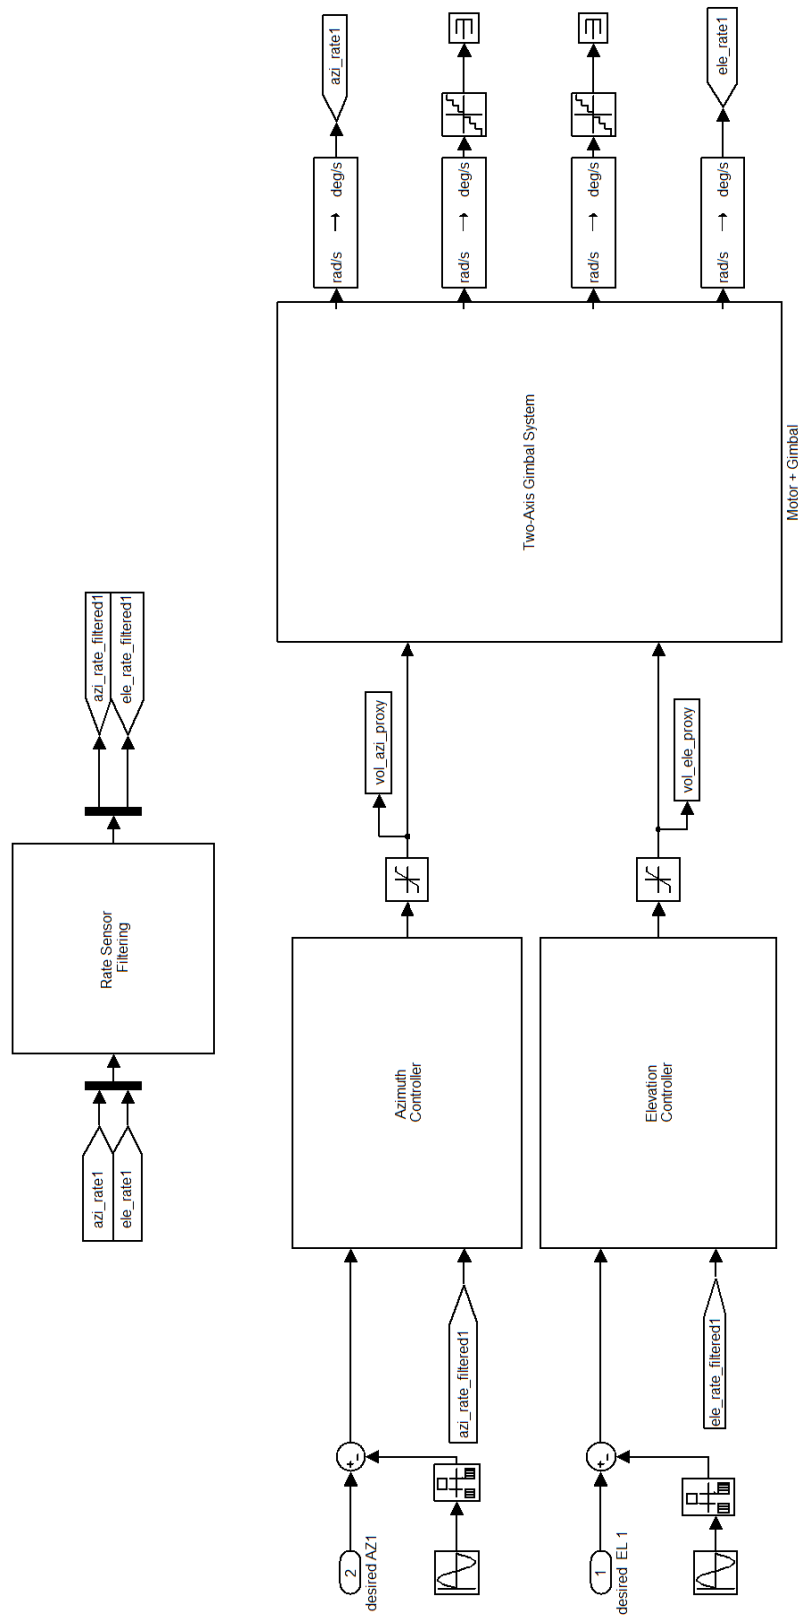 azi_rate1
ele_rate1
Rate Sensor
Filtering
azi_rate_filtered1
ele_rate_filtered1
2
desired AZ1
azi_rate_filtered1
Azimuth
Controller
vol_azi_proxy
1
desired EL 1
ele_rate_filtered1
Elevation
Controller
vol_ele_proxy
Two-Axis Gimbal System
Motor + Gimbal
rad/s → deg/s
azi_rate1
rad/s → deg/s
rad/s → deg/s
rad/s → deg/s
ele_rate1